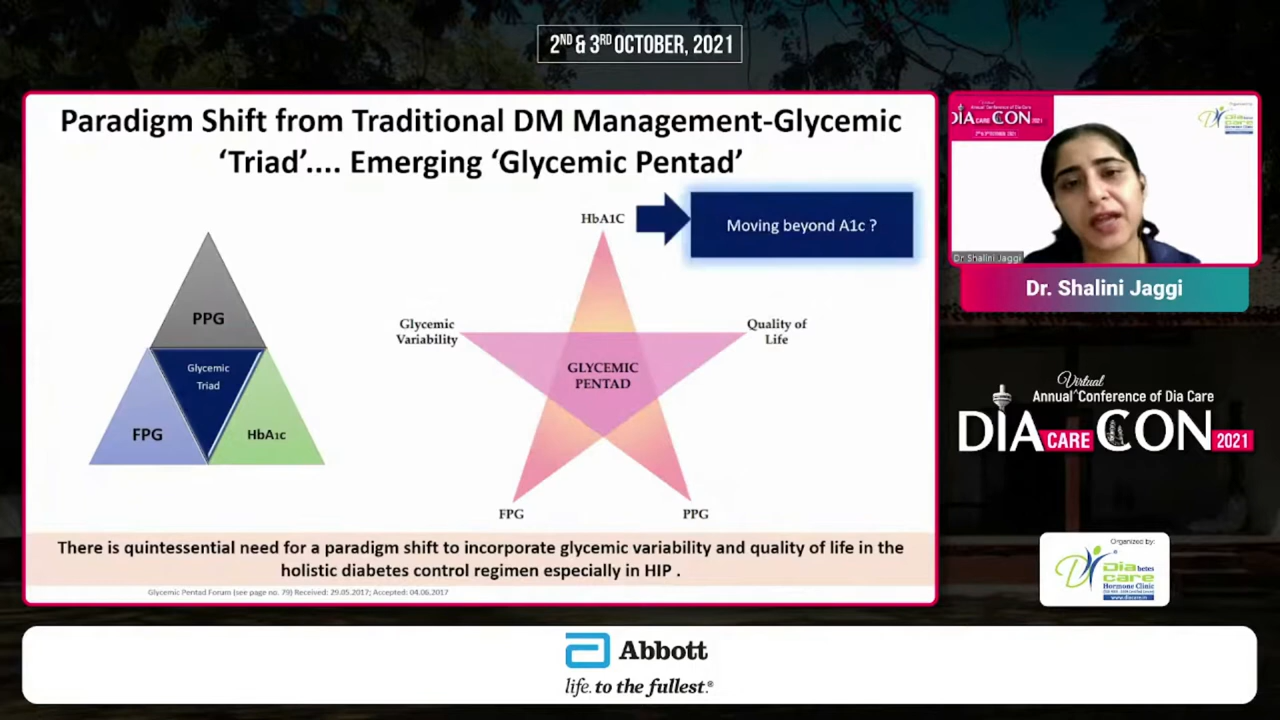 2ND & 3RD OCTOBER, 2021
Paradigm Shift from Traditional DM Management-Glycemic
‘Triad’.... Emerging ‘Glycemic Pentad’
PPG
Glycemic
Triad
FPG
HbA1c
HbA1C
Moving beyond A1c ?
Glycemic
Variability
Quality of
Life
GLYCEMIC
PENTAD
FPG
PPG
There is quintessential need for a paradigm shift to incorporate glycemic variability and quality of life in the
holistic diabetes control regimen especially in HIP .
Glycemic Pentad Forum (see page no. 79) Received: 29.05.2017; Accepted: 04.06.2017
DIA CARE CON 2021
Dr Shalini Jaggi
Dr. Shalini Jaggi
Virtual
Annual Conference of Dia Care
DIA CARE CON 2021
Organized by:
Diabetes
care
Hormone Clinic
www.diacare.in
Abbott
life. to the fullest.®